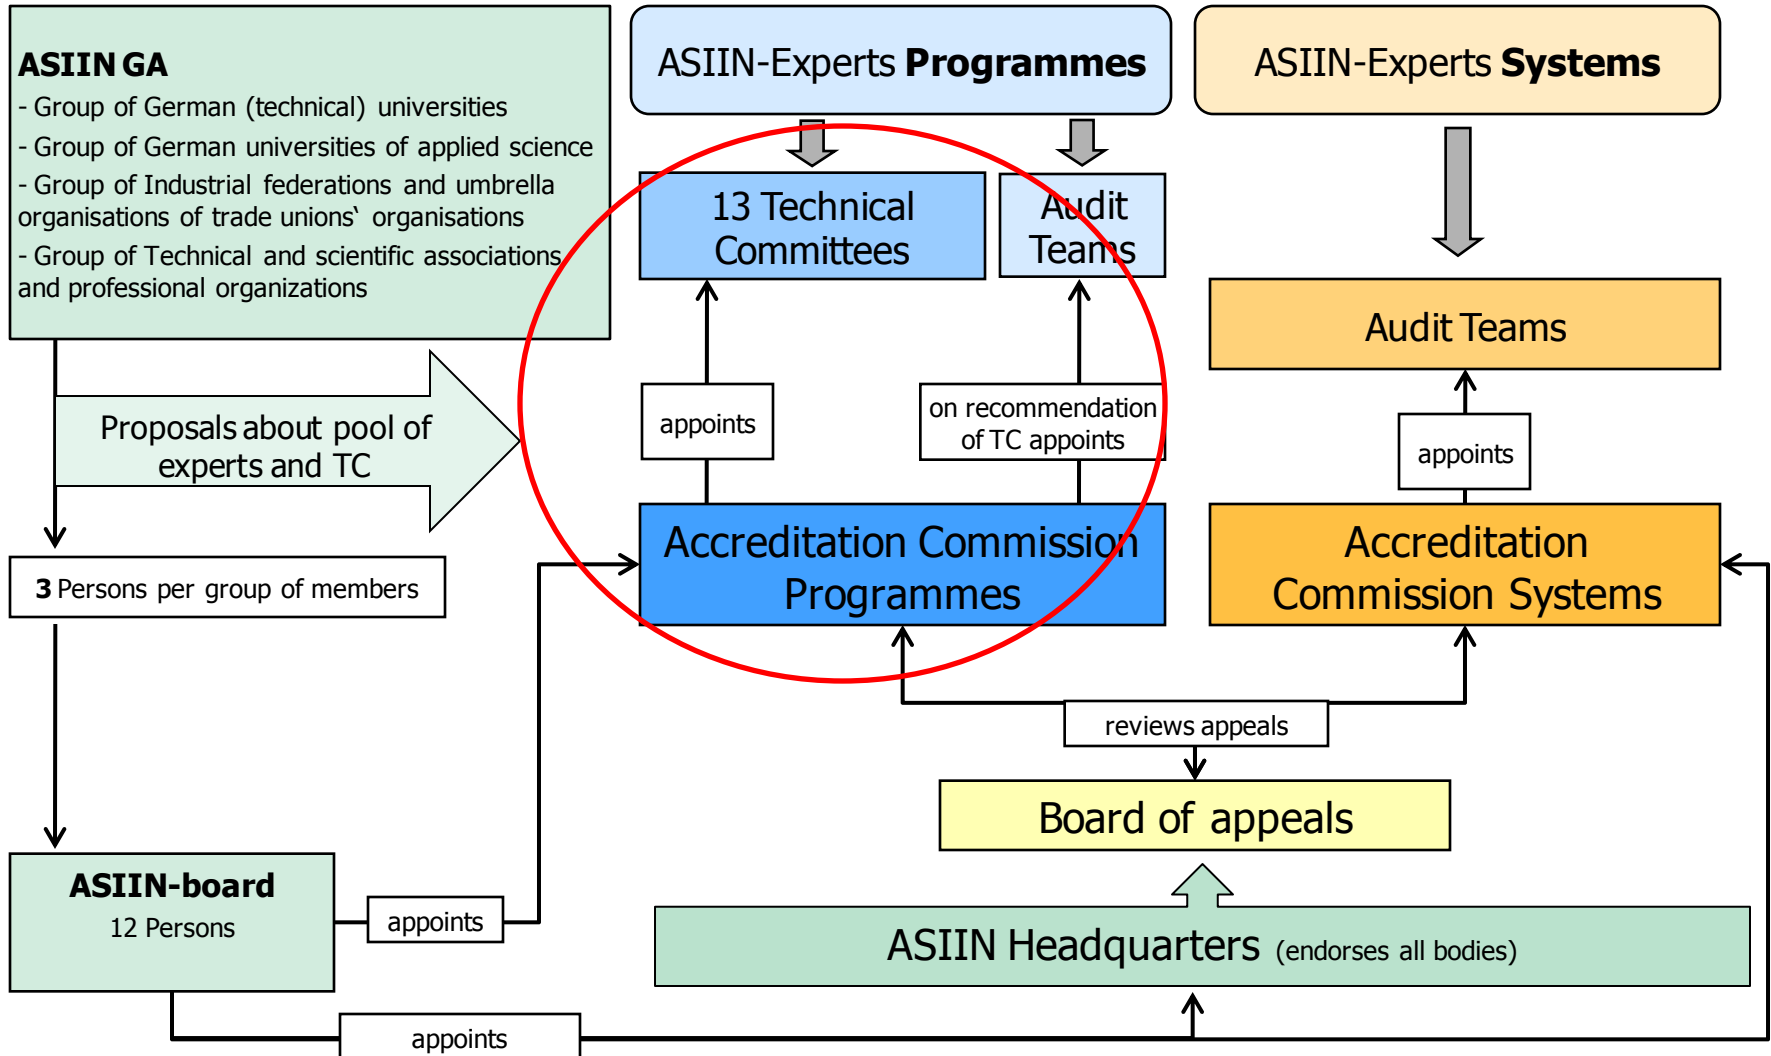 ASIIN GA
- Group of German (technical) universities
- Group of German universities of applied science
- Group of Industrial federations and umbrella
organisations of trade unions‘ organisations
- Group of Technical and scientific associations
and professional organizations
ASIIN-Experts Programmes
ASIIN-Experts Systems
13 Technical
Committees
Audit
Teams
Audit Teams
Proposals about pool of
experts and TC
appoints
on recommendation
of TC appoints
appoints
Accreditation Commission
Programmes
Accreditation
Commission Systems
3 Persons per group of members
reviews appeals
Board of appeals
ASIIN-board
12 Persons
appoints
ASIIN Headquarters (endorses all bodies)
appoints